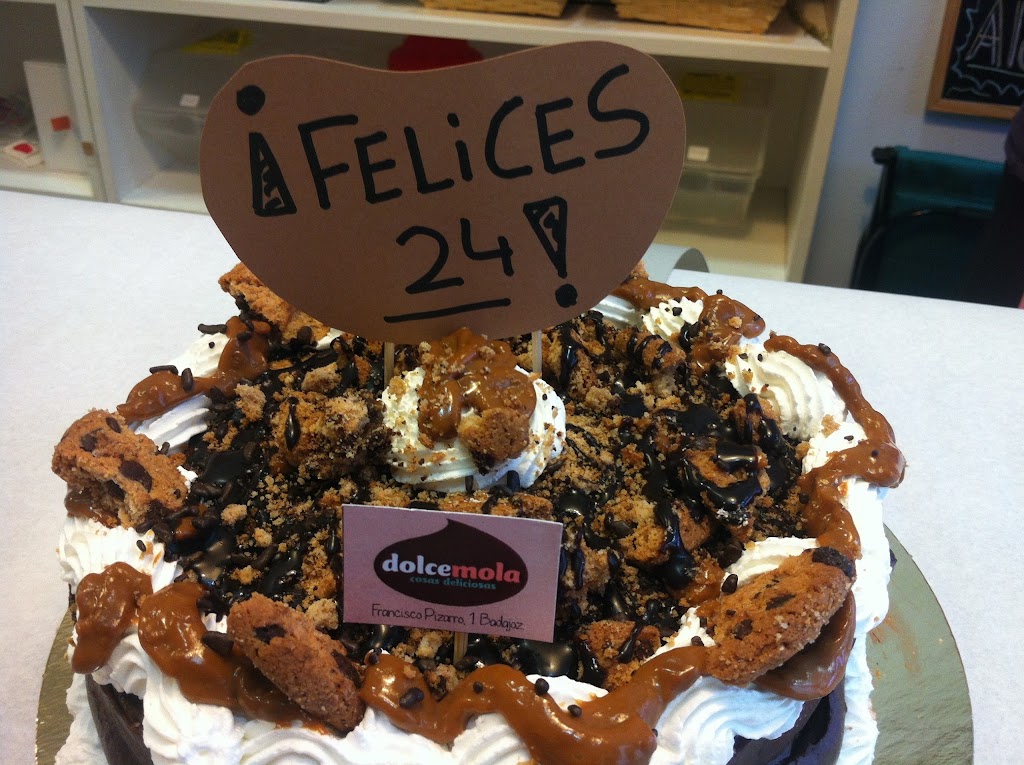 ¡FELiCES
24!
dolcemola
cosas deliciosas
Francisco Pizarro, 1 Badajoz